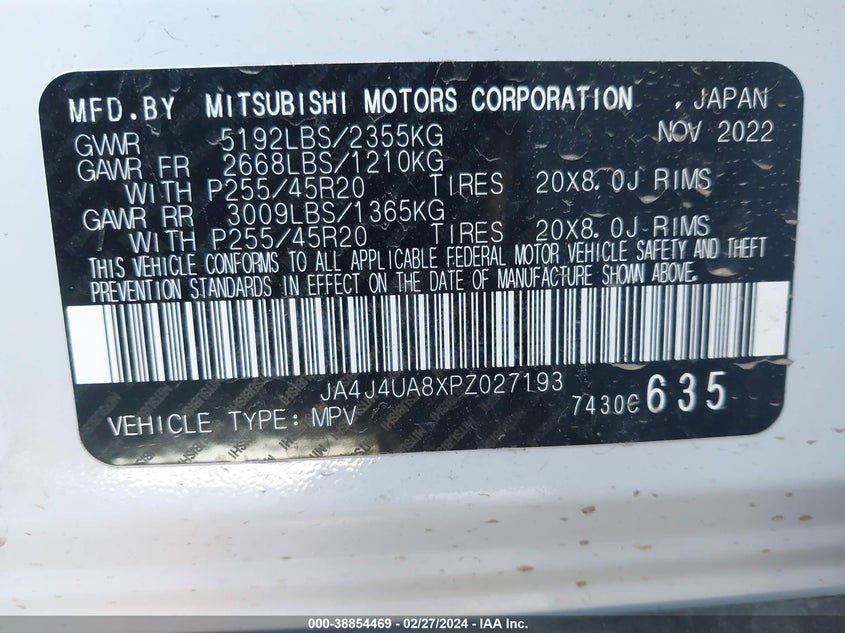 MFD.BY MITSUBISHI MOTORS CORPORATION , JAPAN
GVWR 5192LBS/2355KG NOV 2022
GAWR FR 2668LBS/1210KG
WITH P255/45R20 TIRES 20X8.0J RIMS
GAWR RR 3009LBS/1365KG
WITH P255/45R20 TIRES 20X8.0J RIMS
THIS VEHICLE CONFORMS TO ALL APPLICABLE FEDERAL MOTOR VEHICLE SAFETY AND THEFT
PREVENTION STANDARDS IN EFFECT ON THE DATE OF MANUFACTURE SHOWN ABOVE.
JA4J4UA8XPZ027193
VEHICLE TYPE: MPV 7430C 635
000-38854469 - 02/27/2024 - IAA Inc.